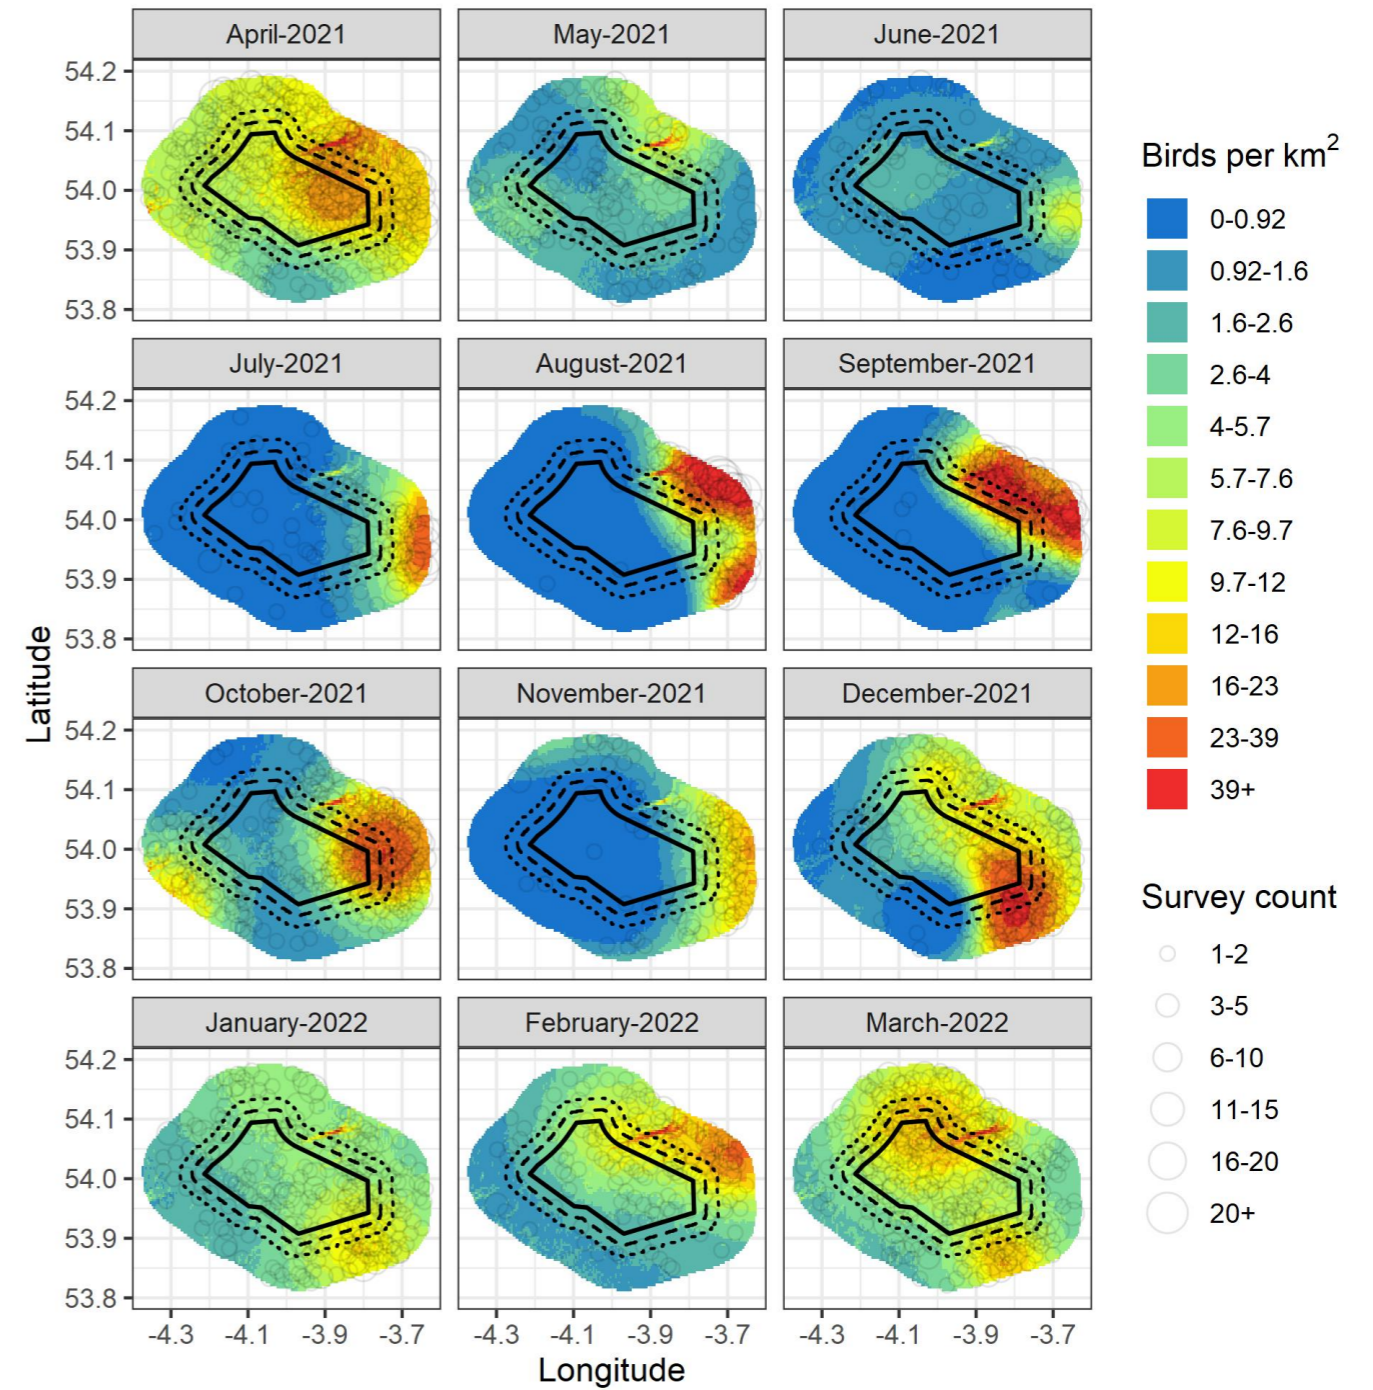 April-2021
May-2021
June-2021
54.2
54.1
54.0
53.9
53.8
July-2021
August-2021
September-2021
54.2
54.1
54.0
53.9
53.8
October-2021
November-2021
December-2021
54.2
54.1
54.0
53.9
53.8
January-2022
February-2022
March-2022
54.2
54.1
54.0
53.9
53.8
-4.3 -4.1 -3.9 -3.7 -4.3 -4.1 -3.9 -3.7 -4.3 -4.1 -3.9 -3.7
Longitude
Latitude
Birds per km²
0-0.92
0.92-1.6
1.6-2.6
2.6-4
4-5.7
5.7-7.6
7.6-9.7
9.7-12
12-16
16-23
23-39
39+
Survey count
1-2
3-5
6-10
11-15
16-20
20+